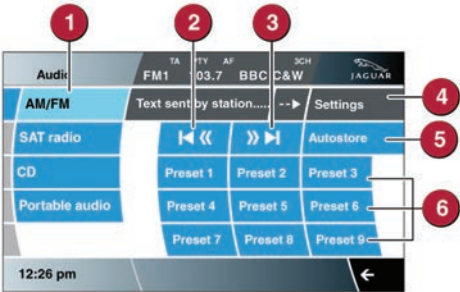 1
2
3
TA PTY AF 3CH
Audio FM1 103.7 BBC C&W JAGUAR
AM/FM Text sent by station..... --> Settings
4
SAT radio Autostore
5
CD Preset 1 Preset 2 Preset 3
Portable audio Preset 4 Preset 5 Preset 6
6
Preset 7 Preset 8 Preset 9
12:26 pm